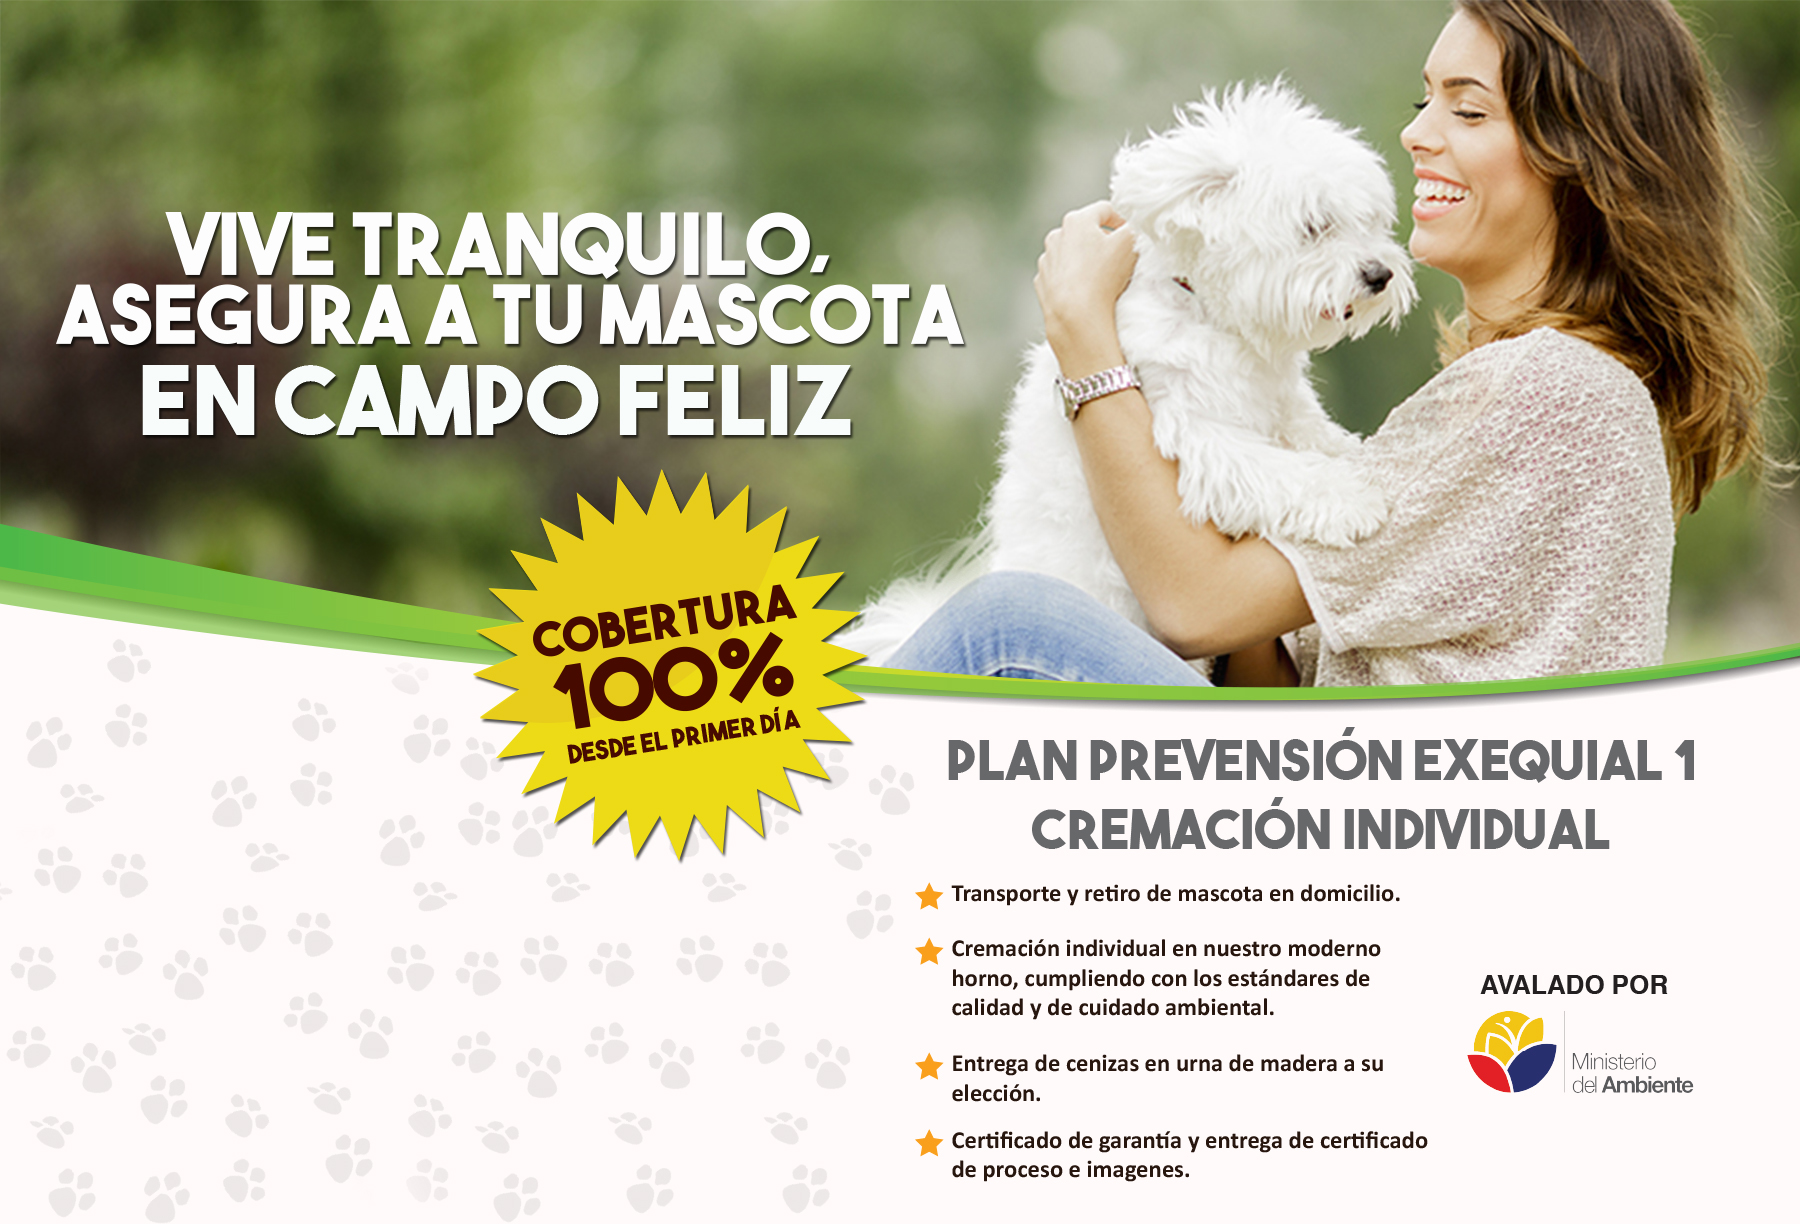 VIVE TRANQUILO,
ASEGURA A TU MASCOTA
EN CAMPO FELIZ
COBERTURA
100%
DESDE EL PRIMER DÍA
PLAN PREVENSIÓN EXEQUIAL 1
CREMACIÓN INDIVIDUAL
Transporte y retiro de mascota en domicilio.
Cremación individual en nuestro moderno
horno, cumpliendo con los estándares de
calidad y de cuidado ambiental.
Entrega de cenizas en urna de madera a su
elección.
Certificado de garantía y entrega de certificado
de proceso e imagenes.
AVALADO POR
Ministerio
del Ambiente